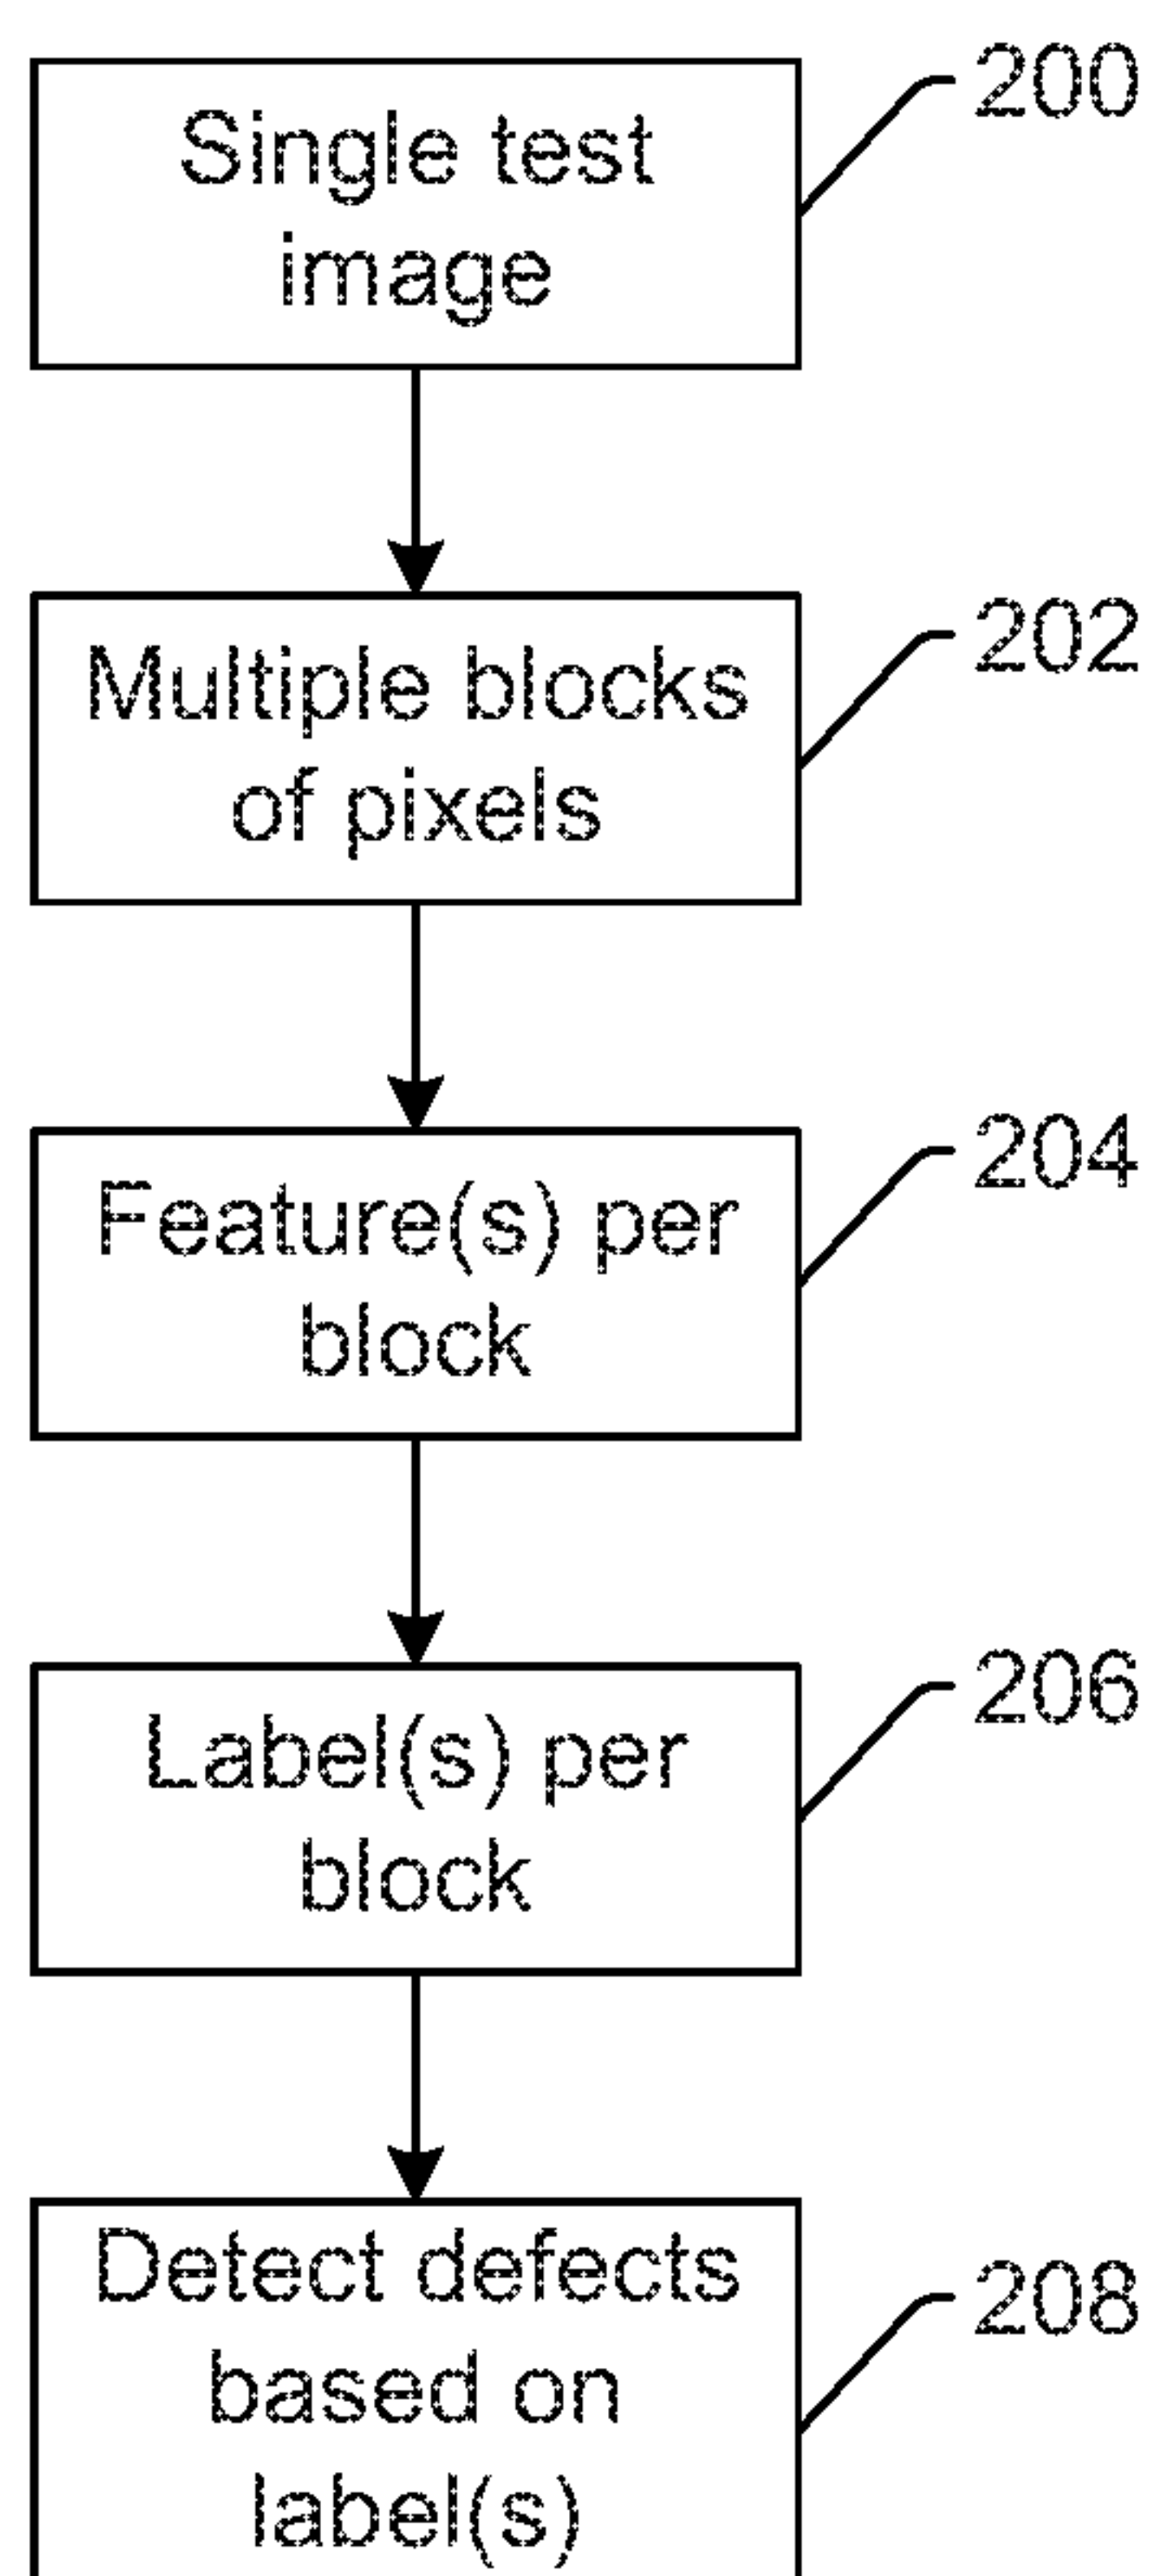 Single test
image
200
Multiple blocks
of pixels
202
Feature(s) per
block
204
Label(s) per
block
206
Detect defects
based on
label(s)
208